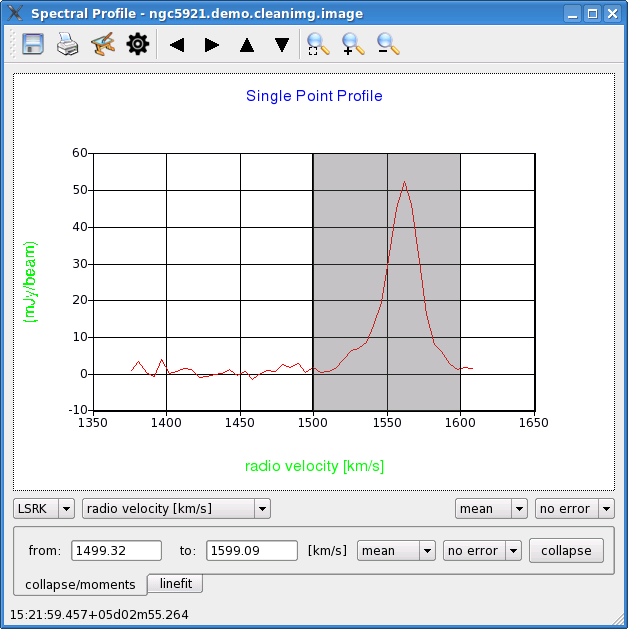 Spectral Profile - ngc5921.demo.cleanimg.image
Single Point Profile
60
50
40
30
20
10
0
-10
(mJy/beam)
1350 1400 1450 1500 1550 1600 1650
radio velocity [km/s]
LSRK radio velocity [km/s] mean no error
from: 1499.32 to: 1599.09 [km/s] mean no error collapse
collapse/moments linefit
15:21:59.457+05d02m55.264